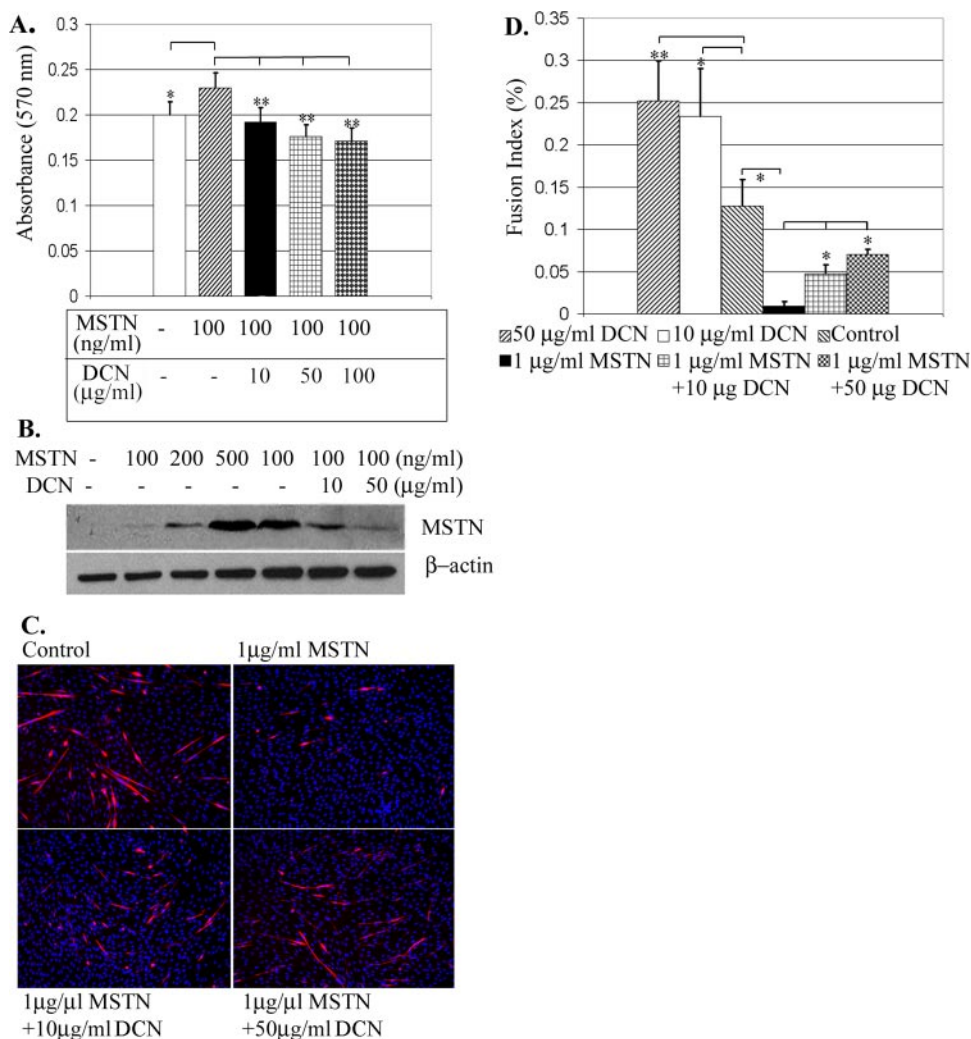 A.
0.3
0.25
0.2
0.15
0.1
0.05
0
Absorbance (570 nm)
*
**
**
**
MSTN (ng/ml) - 100 100 100 100
DCN (μg/ml) - - 10 50 100
B.
MSTN - 100 200 500 100 100 100 (ng/ml)
DCN - - - - - 10 50 (μg/ml)
MSTN
β-actin
C.
Control 1μg/ml MSTN
1μg/μl MSTN 1μg/μl MSTN
+10μg/ml DCN +50μg/ml DCN
D.
0.35
0.3
0.25
0.2
0.15
0.1
0.05
0
Fusion Index (%)
**
*
*
*
*
50 μg/ml DCN 10 μg/ml DCN Control
1 μg/ml MSTN 1 μg/ml MSTN 1 μg/ml MSTN
+10 μg DCN +50 μg DCN